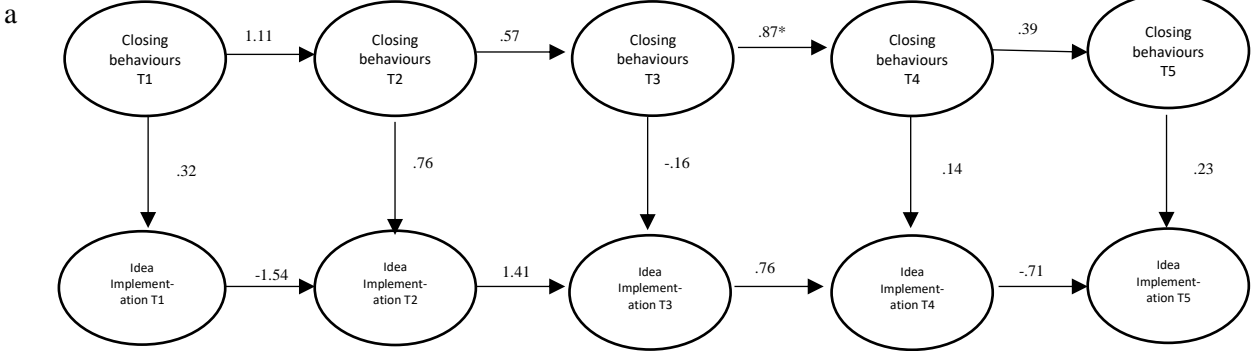 a
Closing
behaviours
T1
1.11
Closing
behaviours
T2
.57
Closing
behaviours
T3
.87*
Closing
behaviours
T4
.39
Closing
behaviours
T5
.32
.76
-.16
.14
.23
Idea
Implement-
ation T1
-1.54
Idea
Implement-
ation T2
1.41
Idea
Implement-
ation T3
.76
Idea
Implement-
ation T4
-.71
Idea
Implement-
ation T5